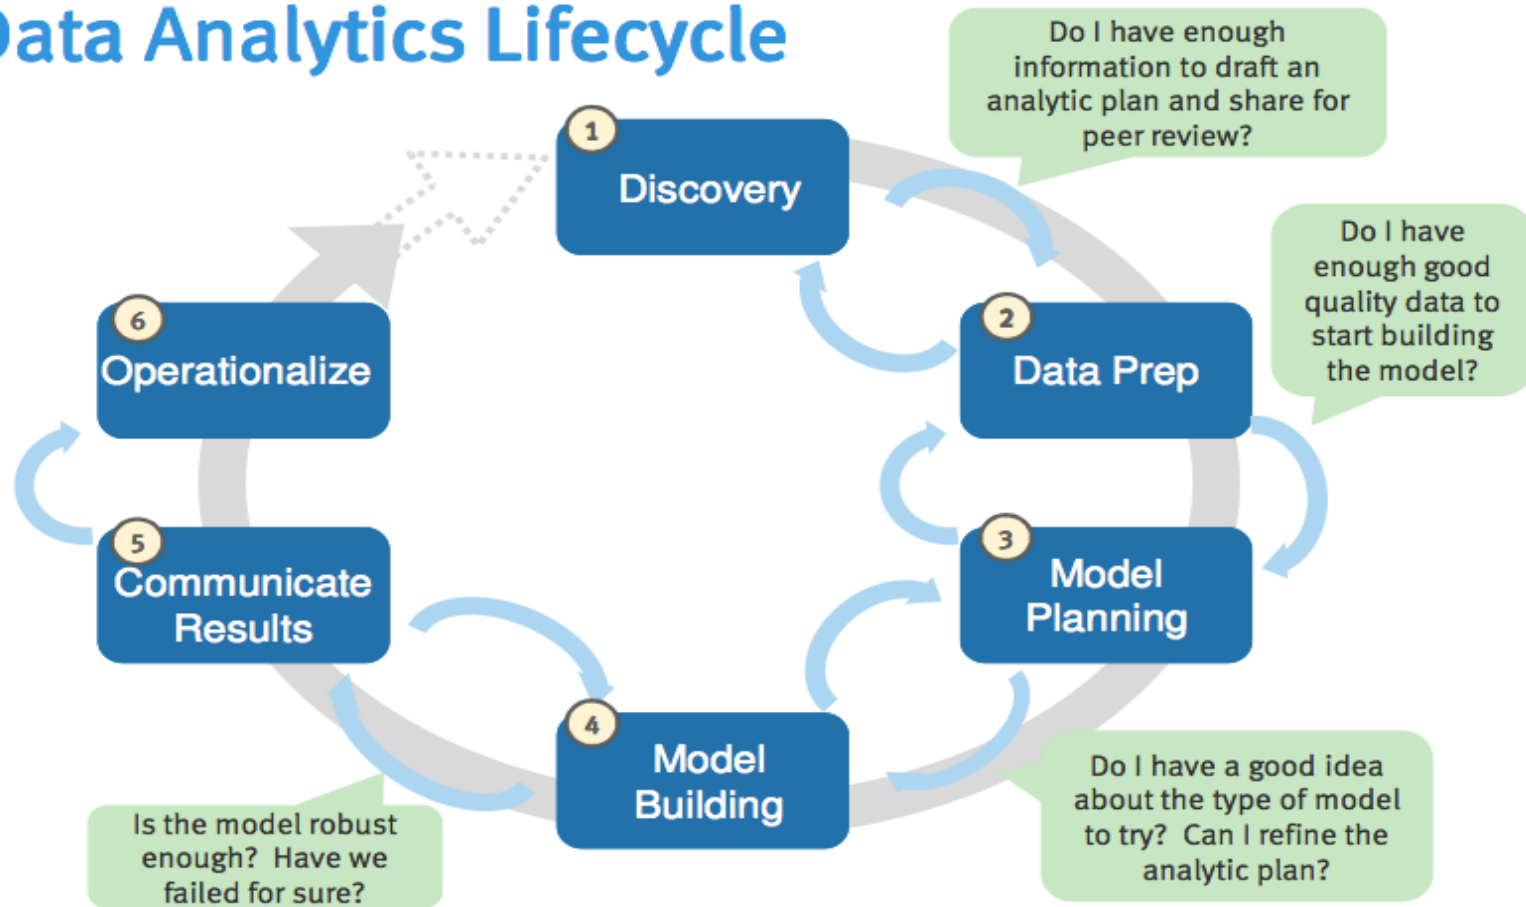 Data Analytics Lifecycle
Do I have enough
information to draft an
analytic plan and share for
peer review?
1
Discovery
Do I have
enough good
quality data to
start building
the model?
2
Data Prep
6
Operationalize
3
Model
Planning
5
Communicate
Results
4
Model
Building
Do I have a good idea
about the type of model
to try? Can I refine the
analytic plan?
Is the model robust
enough? Have we
failed for sure?